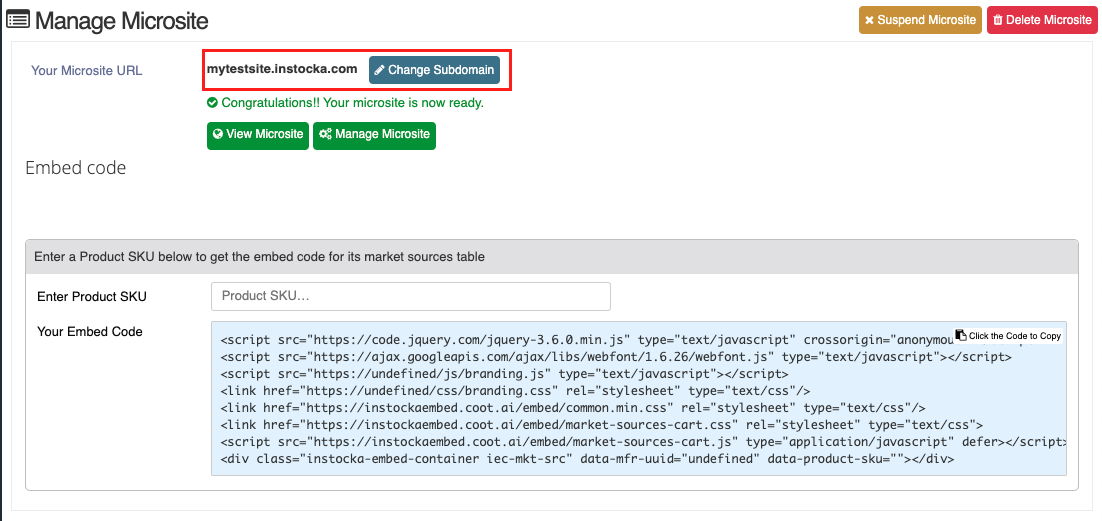 Manage Microsite
Suspend Microsite
Delete Microsite
Your Microsite URL
mytestsite.instocka.com
Change Subdomain
Congratulations!! Your microsite is now ready.
View Microsite
Manage Microsite
Embed code
Enter a Product SKU below to get the embed code for its market sources table
Enter Product SKU
Product SKU...
Your Embed Code
Click the Code to Copy
<script src="https://code.jquery.com/jquery-3.6.0.min.js" type="text/javascript" crossorigin="anonymou
<script src="https://ajax.googleapis.com/ajax/libs/webfont/1.6.26/webfont.js" type="text/javascript"></script>
<script src="https://undefined/js/branding.js" type="text/javascript"></script>
<link href="https://undefined/css/branding.css" rel="stylesheet" type="text/css"/>
<link href="https://instockaembed.coot.ai/embed/common.min.css" rel="stylesheet" type="text/css"/>
<link href="https://instockaembed.coot.ai/embed/market-sources-cart.css" rel="stylesheet" type="text/css">
<script src="https://instockaembed.coot.ai/embed/market-sources-cart.js" type="application/javascript" defer></script>
<div class="instocka-embed-container iec-mkt-src" data-mfr-uuid="undefined" data-product-sku=""></div>